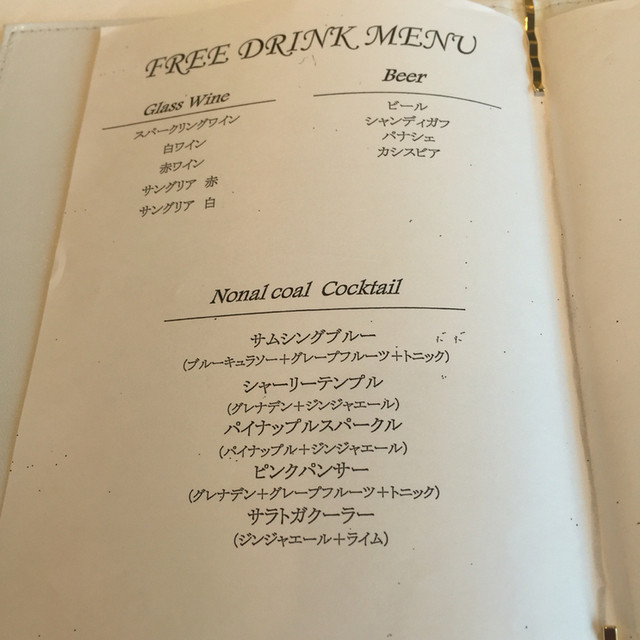 FREE DRINK MENU
Glass Wine
スパークリングワイン
白ワイン
赤ワイン
サングリア 赤
サングリア 白
Beer
ビール
シャンディガフ
パナシェ
カシスビア
Nonal coal Cocktail
サムシングブルー
(ブルーキュラソー+グレープフルーツ+トニック)
シャーリーテンプル
(グレナデン+ジンジャエール)
パイナップルスパークル
(パイナップル+ジンジャエール)
ピンクパンサー
(グレナデン+グレープフルーツ+トニック)
サラトガクーラー
(ジンジャエール+ライム)